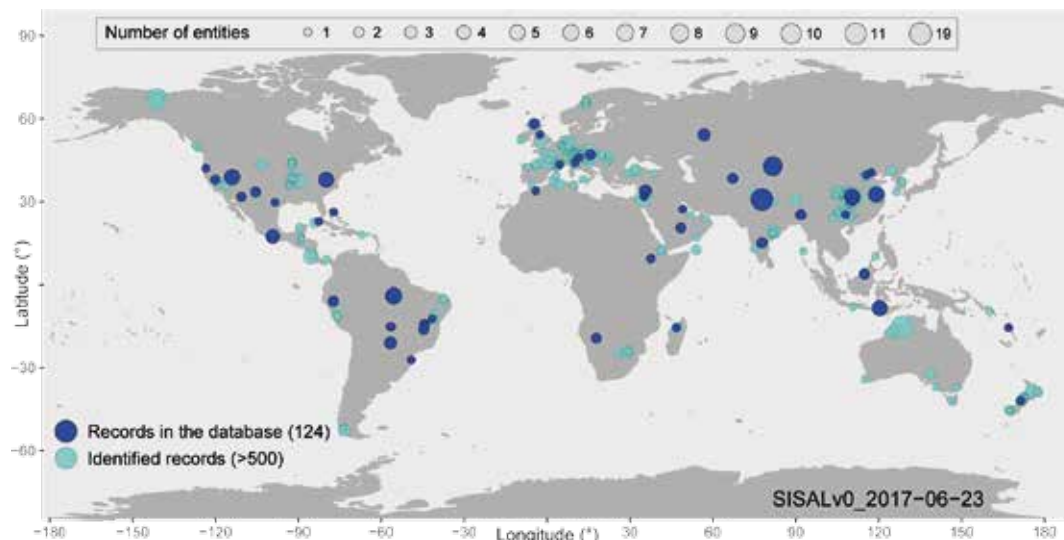 Number of entities 1 2 3 4 5 6 7 8 9 10 11 19
90
60
30
−30
−60
Latitude (°)
Records in the database (124)
Identified records (>500)
SISALv0_2017−06−23
−180 −150 −120 −90 −60 −30 0 30 60 90 120 150 180
Longitude (°)